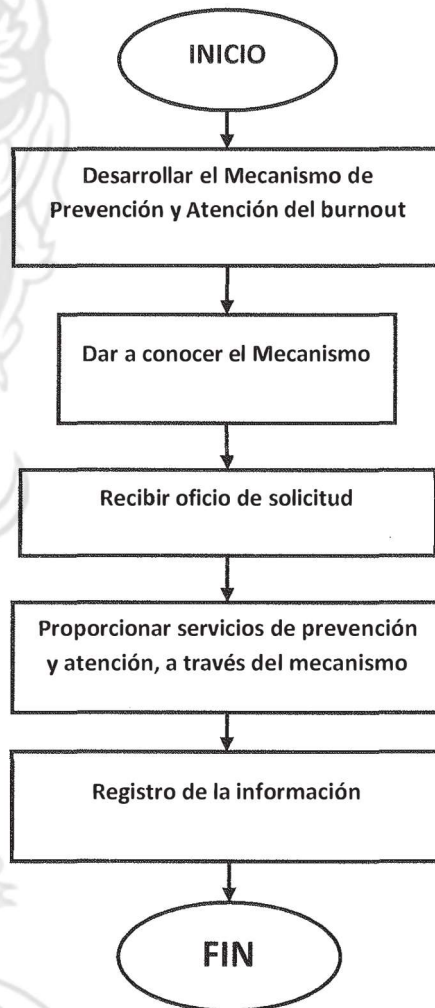 INICIO
Desarrollar el Mecanismo de
Prevención y Atención del burnout
Dar a conocer el Mecanismo
Recibir oficio de solicitud
Proporcionar servicios de prevención
y atención, a través del mecanismo
Registro de la información
FIN